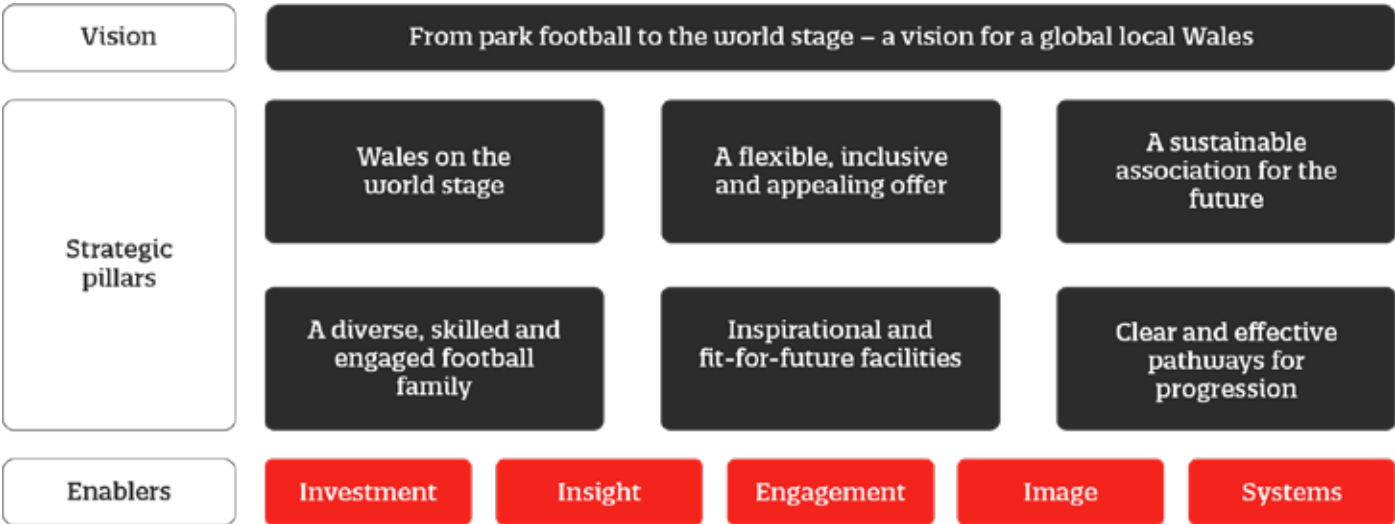 Vision
From park football to the world stage – a vision for a global local Wales
Strategic
pillars
Wales on the
world stage
A flexible, inclusive
and appealing offer
A sustainable
association for the
future
A diverse, skilled and
engaged football
family
Inspirational and
fit-for-future facilities
Clear and effective
pathways for
progression
Enablers
Investment
Insight
Engagement
Image
Systems